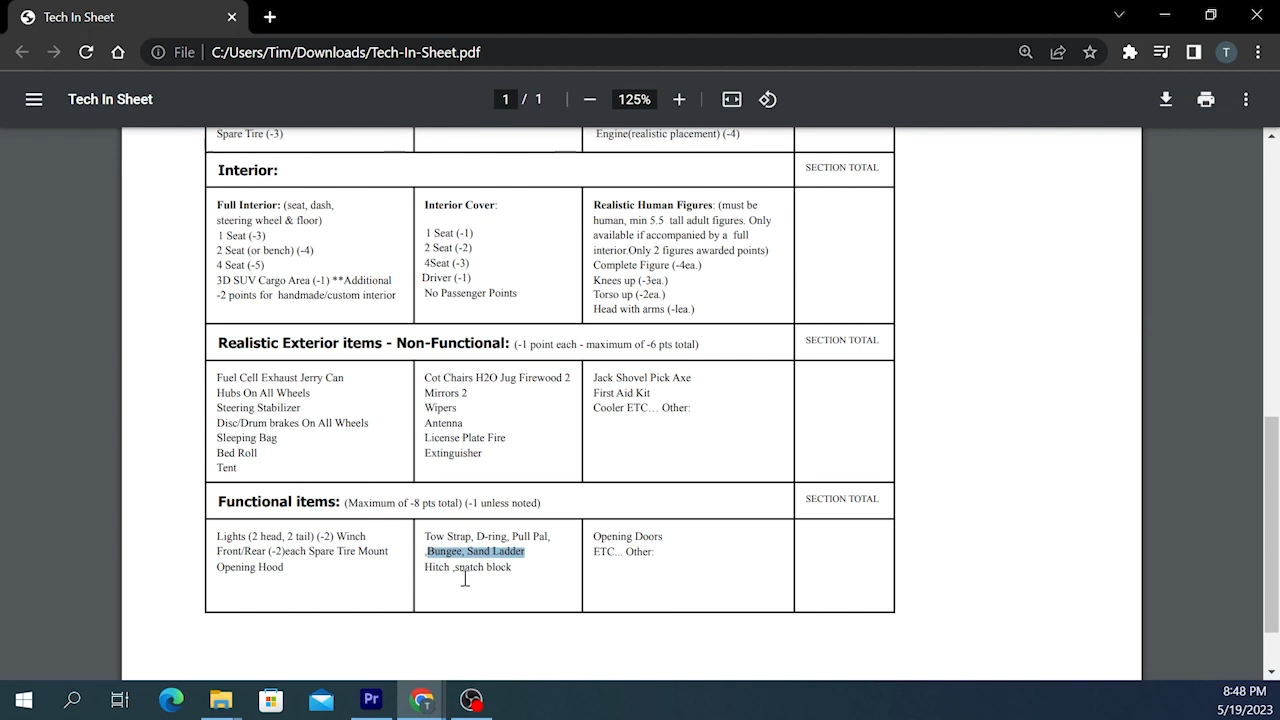 Tech In Sheet
File
C:/Users/Tim/Downloads/Tech-In-Sheet.pdf
T
Tech In Sheet
1 / 1
125%
Spare Tire (-3)
Engine(realistic placement) (-4)
Interior:
SECTION TOTAL
Full Interior: (seat, dash,
steering wheel & floor)
1 Seat (-3)
2 Seat (or bench) (-4)
4 Seat (-5)
3D SUV Cargo Area (-1) **Additional
-2 points for handmade/custom interior
Interior Cover:
1 Seat (-1)
2 Seat (-2)
4Seat (-3)
Driver (-1)
No Passenger Points
Realistic Human Figures: (must be
human, min 5.5 tall adult figures. Only
available if accompanied by a full
interior.Only 2 figures awarded points)
Complete Figure (-4ea.)
Knees up (-3ea.)
Torso up (-2ea.)
Head with arms (-lea.)
Realistic Exterior items - Non-Functional: (-1 point each - maximum of -6 pts total)
SECTION TOTAL
Fuel Cell Exhaust Jerry Can
Hubs On All Wheels
Steering Stabilizer
Disc/Drum brakes On All Wheels
Sleeping Bag
Bed Roll
Tent
Cot Chairs H2O Jug Firewood 2
Mirrors 2
Wipers
Antenna
License Plate Fire
Extinguisher
Jack Shovel Pick Axe
First Aid Kit
Cooler ETC… Other:
Functional items: (Maximum of -8 pts total) (-1 unless noted)
SECTION TOTAL
Lights (2 head, 2 tail) (-2) Winch
Front/Rear (-2)each Spare Tire Mount
Opening Hood
Tow Strap, D-ring, Pull Pal,
,Bungee, Sand Ladder
Hitch ,snatch block
Opening Doors
ETC... Other:
Pr
T
8:48 PM
5/19/2023